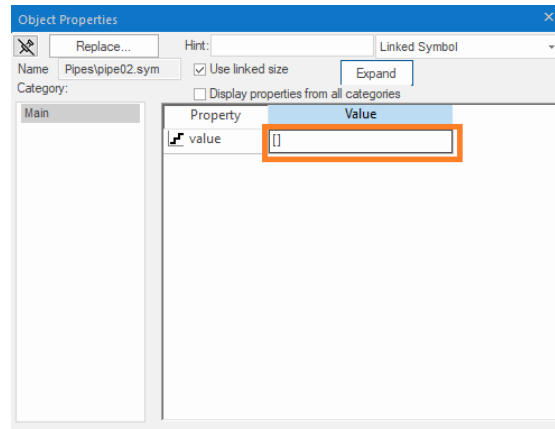 Object Properties
Replace...
Hint:
Linked Symbol
Name
Pipes\pipe02.sym
Use linked size
Expand
Category:
Display properties from all categories
Main
Property
Value
value
[]